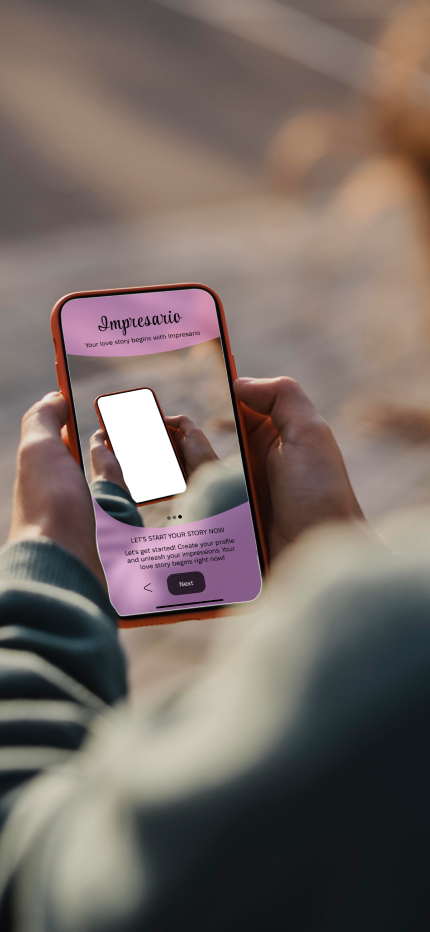 Impresario
Your love story begins with Impresario
LET'S START YOUR STORY NOW
Let's get started! Create your profile
and unleash your impressions. Your
love story begins right now!
< Next